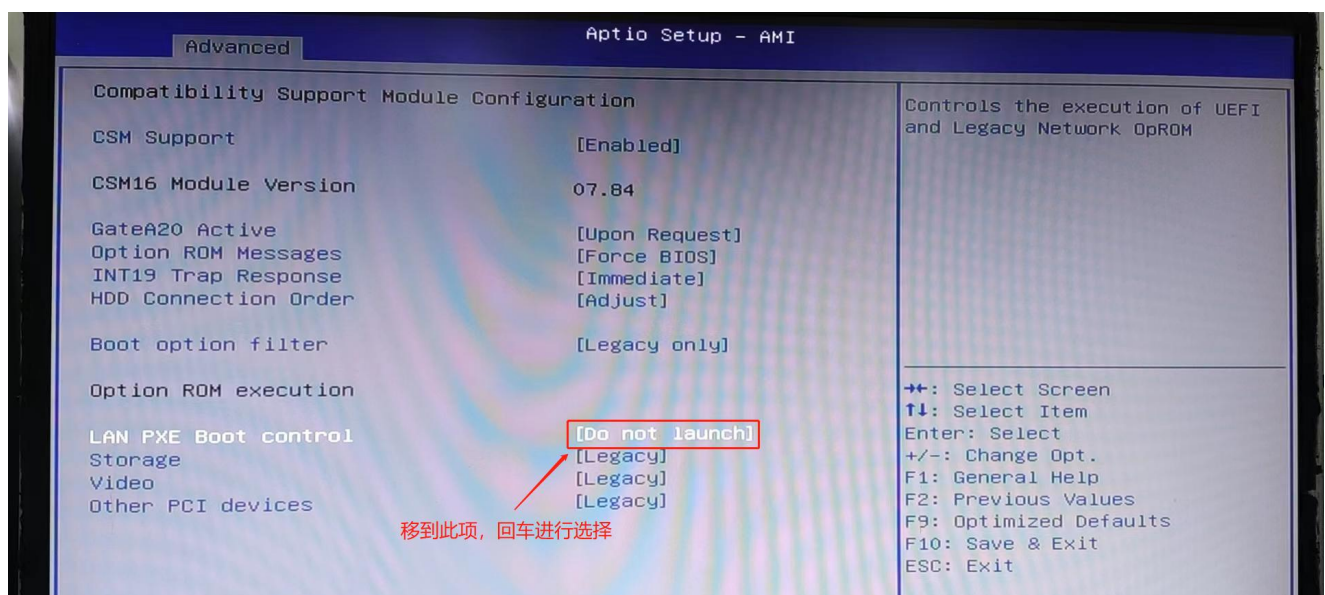 Aptio Setup - AMI
Advanced
Compatibility Support Module Configuration
CSM Support [Enabled]
CSM16 Module Version 07.84
GateA20 Active [Upon Request]
Option ROM Messages [Force BIOS]
INT19 Trap Response [Immediate]
HDD Connection Order [Adjust]
Boot option filter [Legacy only]
Option ROM execution
LAN PXE Boot control [Do not launch]
Storage [Legacy]
Video [Legacy]
Other PCI devices [Legacy]
移到此项，回车进行选择
Controls the execution of UEFI
and Legacy Network OpROM
→←: Select Screen
↑↓: Select Item
Enter: Select
+/-: Change Opt.
F1: General Help
F2: Previous Values
F9: Optimized Defaults
F10: Save & Exit
ESC: Exit